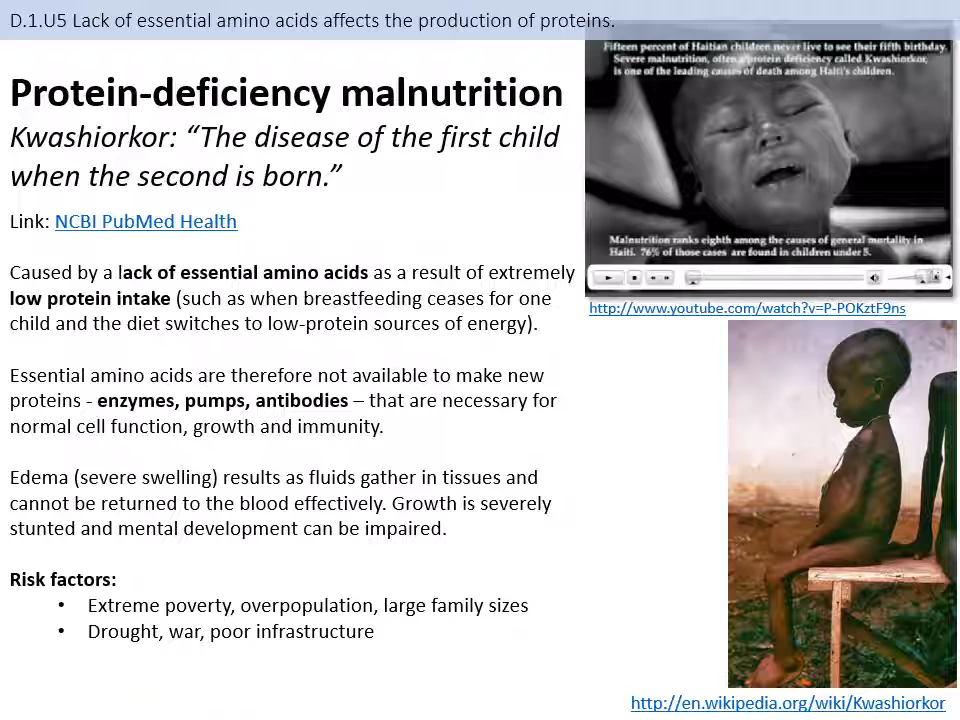 D.1.U5 Lack of essential amino acids affects the production of proteins.
Protein-deficiency malnutrition
Kwashiorkor: “The disease of the first child
when the second is born.”
Link: NCBI PubMed Health
Caused by a lack of essential amino acids as a result of extremely
low protein intake (such as when breastfeeding ceases for one
child and the diet switches to low-protein sources of energy).
Essential amino acids are therefore not available to make new
proteins - enzymes, pumps, antibodies – that are necessary for
normal cell function, growth and immunity.
Edema (severe swelling) results as fluids gather in tissues and
cannot be returned to the blood effectively. Growth is severely
stunted and mental development can be impaired.
Risk factors:
• Extreme poverty, overpopulation, large family sizes
• Drought, war, poor infrastructure
Fifteen percent of Haitian children never live to see their fifth birthday.
Severe malnutrition, often a protein deficiency called Kwashiorkor,
is one of the leading causes of death among Haiti's children.
Malnutrition ranks eighth among the causes of general mortality in
Haiti. 76% of those cases are found in children under 5.
http://www.youtube.com/watch?v=P-POKztF9ns
http://en.wikipedia.org/wiki/Kwashiorkor